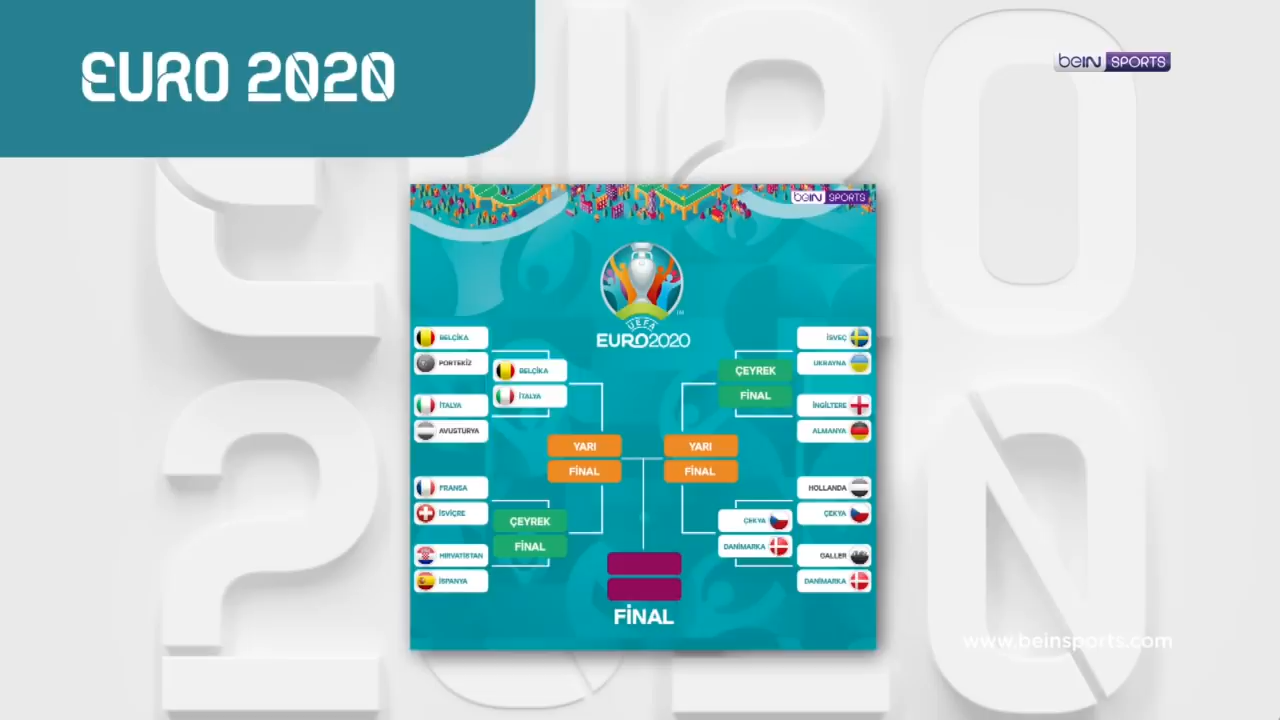 EURO 2020
beIN SPORTS
beIN SPORTS
UEFA
EURO2020
BELÇİKA
PORTEKİZ
BELÇİKA
İTALYA
İTALYA
AVUSTURYA
YARI
FİNAL
FRANSA
İSVİÇRE
ÇEYREK
FİNAL
HIRVATİSTAN
İSPANYA
İSVEÇ
UKRAYNA
ÇEYREK
FİNAL
İNGİLTERE
ALMANYA
YARI
FİNAL
HOLLANDA
ÇEKYA
ÇEKYA
DANİMARKA
GALLER
DANİMARKA
FİNAL
www.beinsports.com